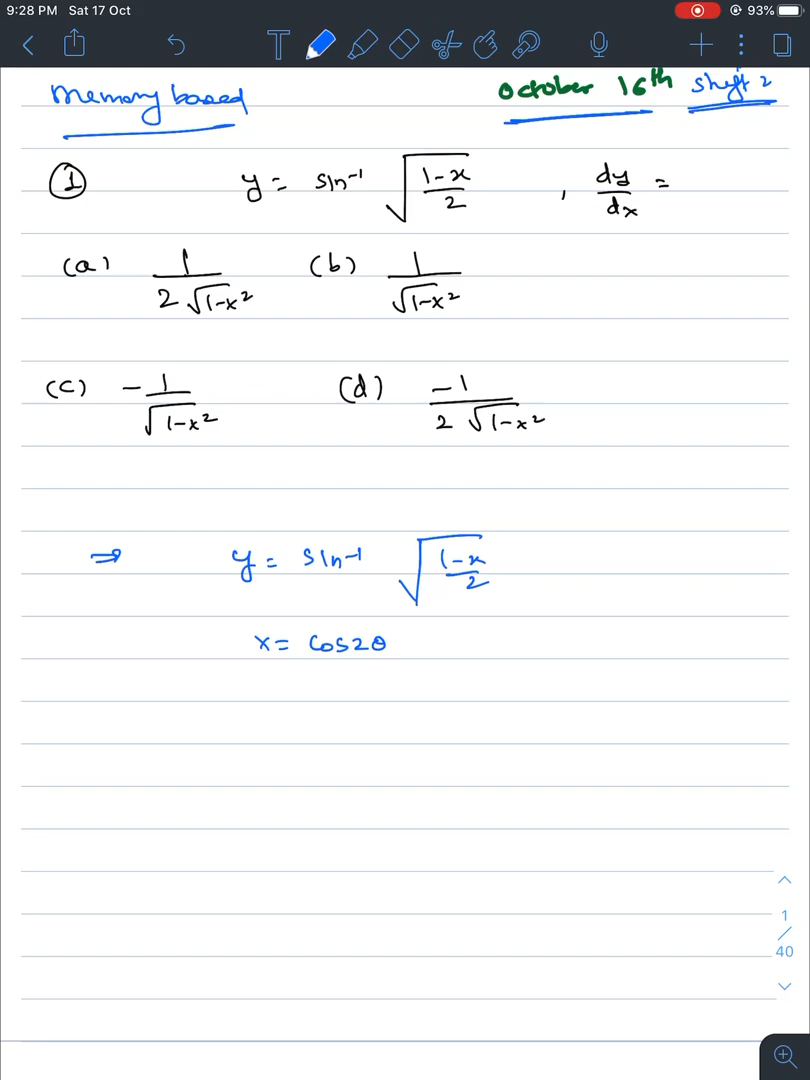 9:28 PM Sat 17 Oct 93%
T
Memory based October 16th Shift 2
① y = sin⁻¹ √((1-x)/2) , dy/dx =
(a) 1/(2√(1-x²)) (b) 1/√(1-x²)
(c) -1/√(1-x²) (d) -1/(2√(1-x²))
⇒ y = sin⁻¹ √((1-x)/2)
x = cos2θ
1
/
40